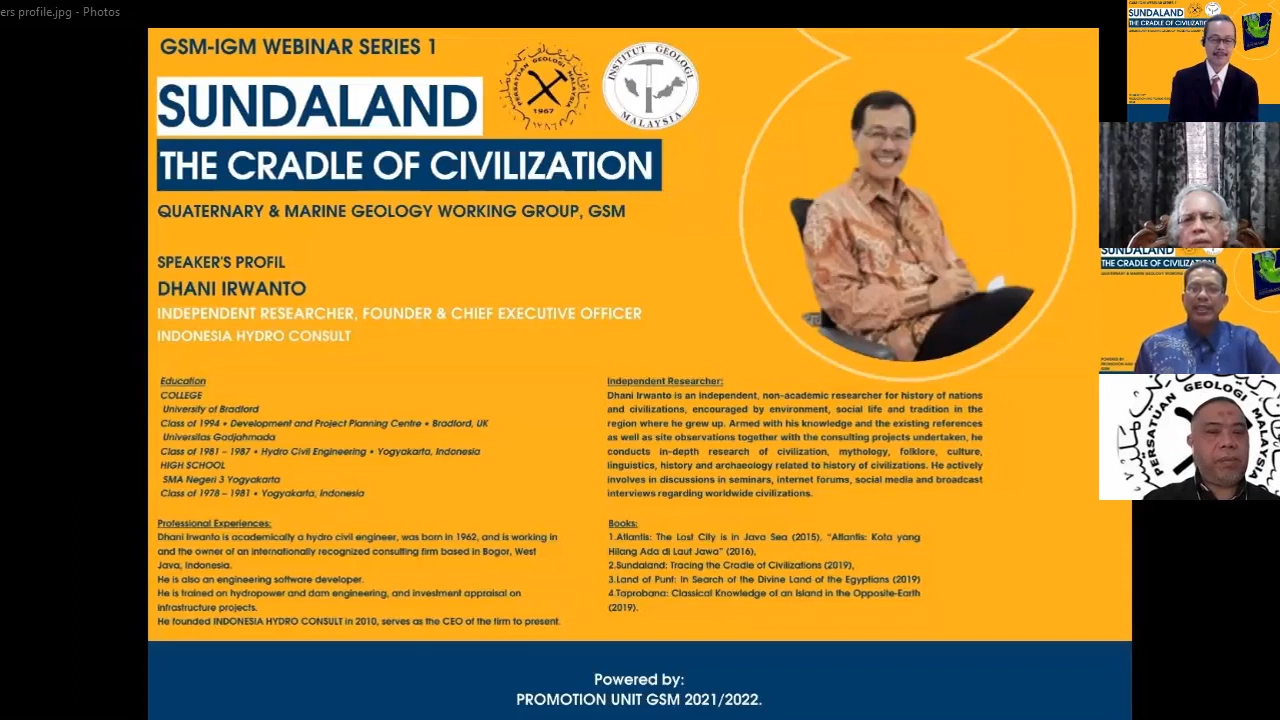 ers profile.jpg - Photos
GSM-IGM WEBINAR SERIES 1
SUNDALAND
THE CRADLE OF CIVILIZATION
QUATERNARY & MARINE GEOLOGY WORKING GROUP, GSM
PERSATUAN GEOLOGI MALAYSIA
1967
INSTITUT GEOLOGI
MALAYSIA
SPEAKER'S PROFIL
DHANI IRWANTO
INDEPENDENT RESEARCHER, FOUNDER & CHIEF EXECUTIVE OFFICER
INDONESIA HYDRO CONSULT
Education
COLLEGE
University of Bradford
Class of 1994 • Development and Project Planning Centre • Bradford, UK
Universitas Gadjahmada
Class of 1981 – 1987 • Hydro Civil Engineering • Yogyakarta, Indonesia
HIGH SCHOOL
SMA Negeri 3 Yogyakarta
Class of 1978 – 1981 • Yogyakarta, Indonesia
Professional Experiences:
Dhani Irwanto is academically a hydro civil engineer, was born in 1962, and is working in
and the owner of an internationally recognized consulting firm based in Bogor, West
Java, Indonesia.
He is also an engineering software developer.
He is trained on hydropower and dam engineering, and investment appraisal on
infrastructure projects.
He founded INDONESIA HYDRO CONSULT in 2010, serves as the CEO of the firm to present.
Independent Researcher:
Dhani Irwanto is an independent, non-academic researcher for history of nations
and civilizations, encouraged by environment, social life and tradition in the
region where he grew up. Armed with his knowledge and the existing references
as well as site observations together with the consulting projects undertaken, he
conducts in-depth research of civilization, mythology, folklore, culture,
linguistics, history and archaeology related to history of civilizations. He actively
involves in discussions in seminars, internet forums, social media and broadcast
interviews regarding worldwide civilizations.
Books:
1.Atlantis: The Lost City is in Java Sea (2015), "Atlantis: Kota yang
Hilang Ada di Laut Jawa" (2016),
2.Sundaland: Tracing the Cradle of Civilizations (2019),
3.Land of Punt: In Search of the Divine Land of the Egyptians (2019)
4.Taprobana: Classical Knowledge of an Island in the Opposite-Earth
(2019).
Powered by:
PROMOTION UNIT GSM 2021/2022.
SUNDALAND
SUNDALAND
PERSATUAN GEOLOGI MALAYSIA